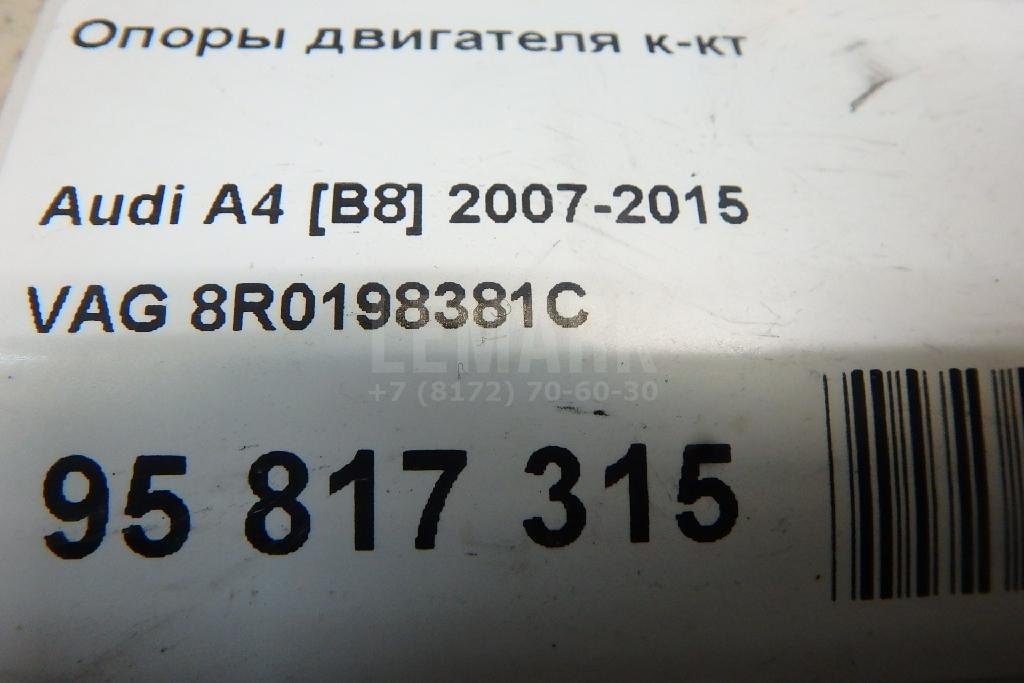 Опоры двигателя к-кт
Audi A4 [B8] 2007-2015
VAG 8R0198381C
LEMARK
+7 (8172) 70-60-30
95 817 315